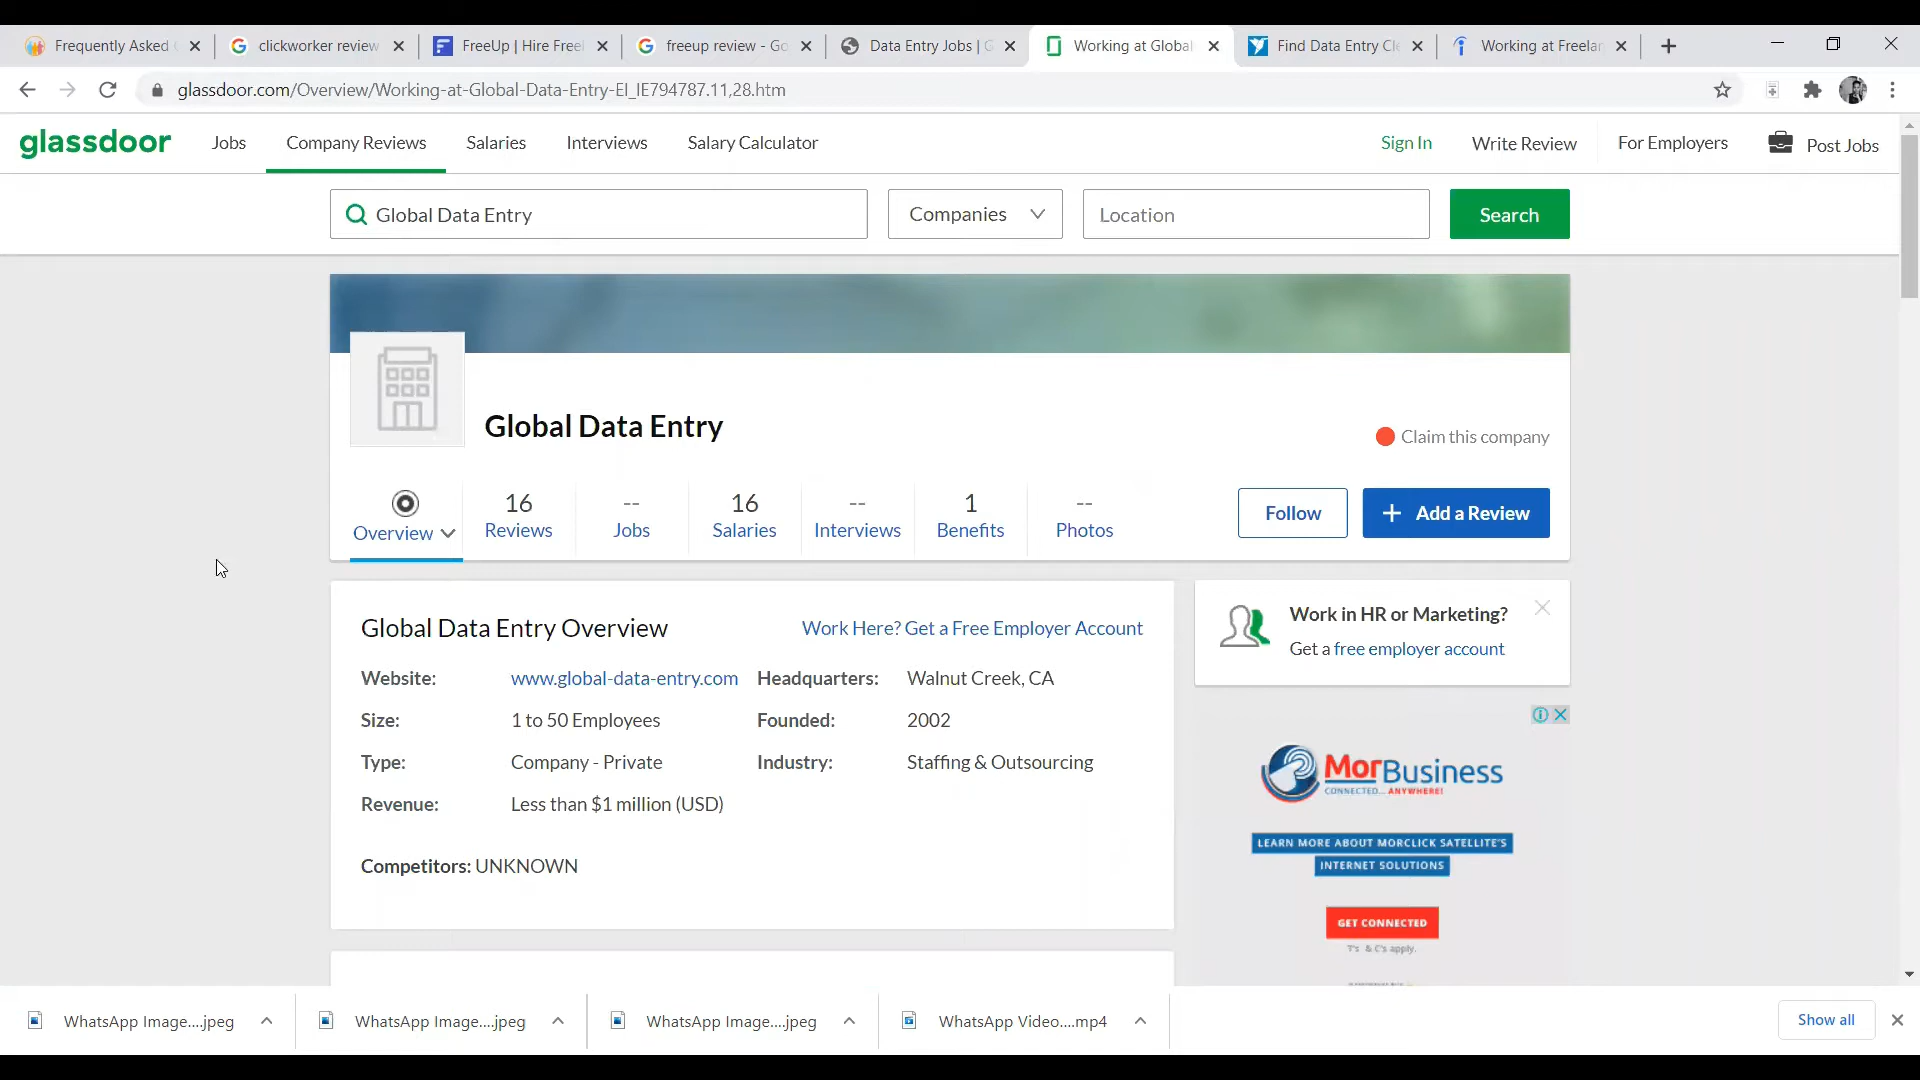 Frequently Asked
clickworker review
FreeUp | Hire Freel
freeup review - Go
Data Entry Jobs | G
Working at Global
Find Data Entry Cle
Working at Freelan
glassdoor.com/Overview/Working-at-Global-Data-Entry-EI_IE794787.11,28.htm
glassdoor
Jobs
Company Reviews
Salaries
Interviews
Salary Calculator
Sign In
Write Review
For Employers
Post Jobs
Global Data Entry
Companies
Location
Search
Global Data Entry
Claim this company
Overview
16
Reviews
--
Jobs
16
Salaries
--
Interviews
1
Benefits
--
Photos
Follow
+ Add a Review
Global Data Entry Overview
Work Here? Get a Free Employer Account
Website: www.global-data-entry.com Headquarters: Walnut Creek, CA
Size: 1 to 50 Employees Founded: 2002
Type: Company - Private Industry: Staffing & Outsourcing
Revenue: Less than $1 million (USD)
Competitors: UNKNOWN
Work in HR or Marketing?
Get a free employer account
MorBusiness
CONNECTED... ANYWHERE!
LEARN MORE ABOUT MORCLICK SATELLITE'S
INTERNET SOLUTIONS
GET CONNECTED
T's & C's apply.
WhatsApp Image....jpeg
WhatsApp Image....jpeg
WhatsApp Image....jpeg
WhatsApp Video....mp4
Show all